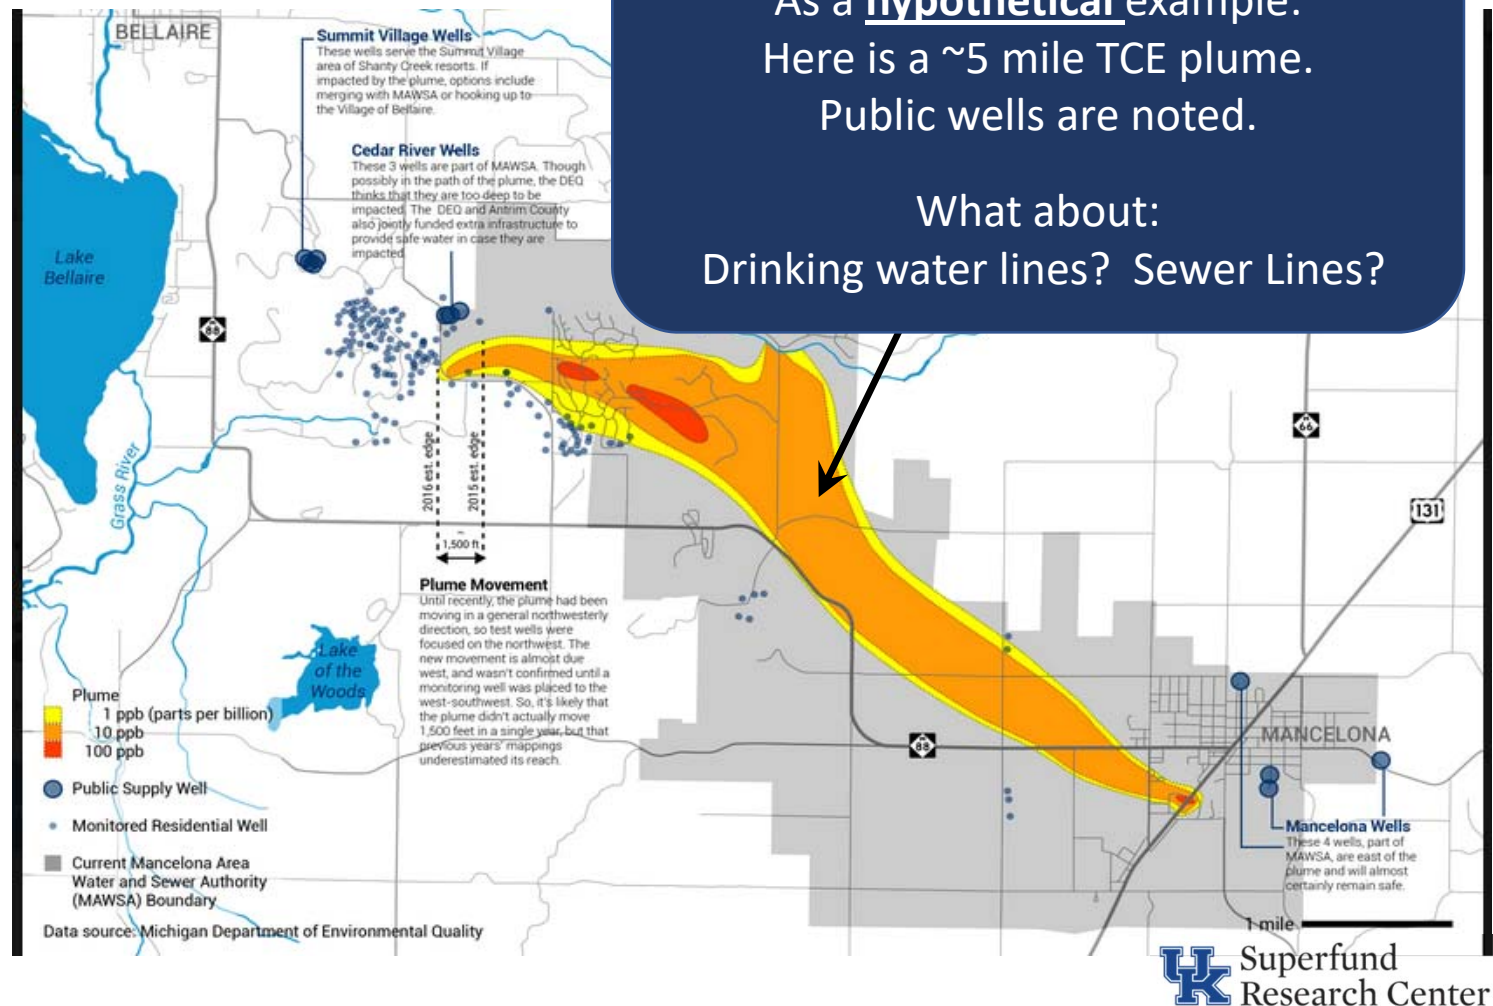 As a hypothetical example:
Here is a ~5 mile TCE plume.
Public wells are noted.
What about:
Drinking water lines? Sewer Lines?
BELLAIRE
Summit Village Wells
These wells serve the Summit Village
area of Shanty Creek resorts. If
impacted by the plume, options include
merging with MAWSA or hooking up to
the Village of Bellaire.
Cedar River Wells
These 3 wells are part of MAWSA. Though
possibly in the path of the plume, the DEQ
thinks that they are too deep to be
impacted. The DEQ and Antrim County
also jointly funded extra infrastructure to
provide safe water in case they are
impacted.
Lake
Bellaire
M
88
Grass River
2016 est. edge
2015 est. edge
~
1,500 ft
M
66
131
Plume Movement
Until recently, the plume had been
moving in a general northwesterly
direction, so test wells were
focused on the northwest. The
new movement is almost due
west, and wasn't confirmed until a
monitoring well was placed to the
west-southwest. So, it's likely that
the plume didn't actually move
1,500 feet in a single year, but that
previous years' mappings
underestimated its reach.
Lake
of the
Woods
M
88
MANCELONA
Mancelona Wells
These 4 wells, part of
MAWSA, are east of the
plume and will almost
certainly remain safe.
Plume
1 ppb (parts per billion)
10 ppb
100 ppb
Public Supply Well
Monitored Residential Well
Current Mancelona Area
Water and Sewer Authority
(MAWSA) Boundary
Data source: Michigan Department of Environmental Quality
1 mile
UK
Superfund
Research Center